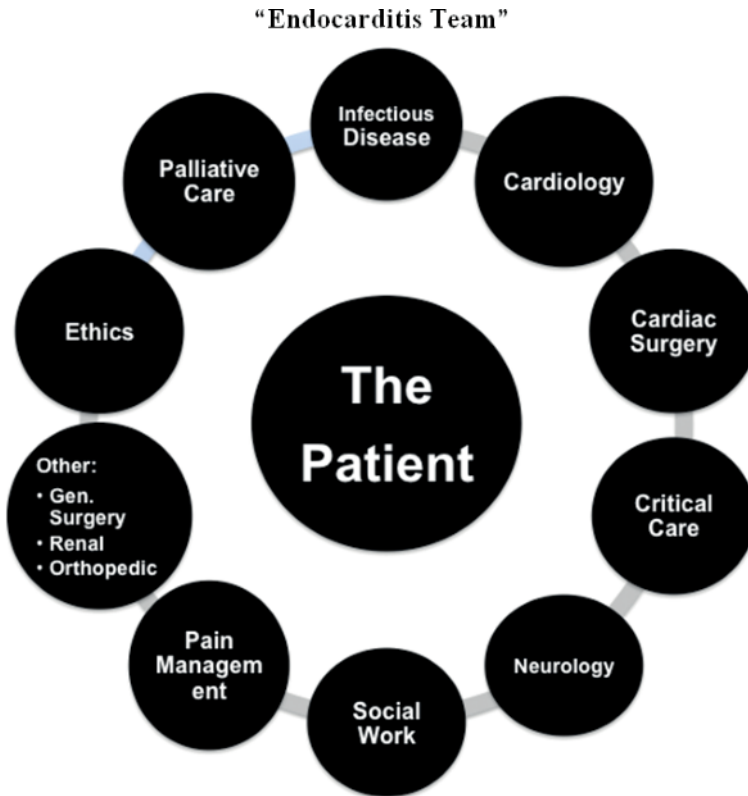 “Endocarditis Team”
Infectious
Disease
Cardiology
Cardiac
Surgery
Critical
Care
Neurology
Social
Work
Pain
Managem
ent
Other:
• Gen.
Surgery
• Renal
• Orthopedic
Ethics
Palliative
Care
The
Patient